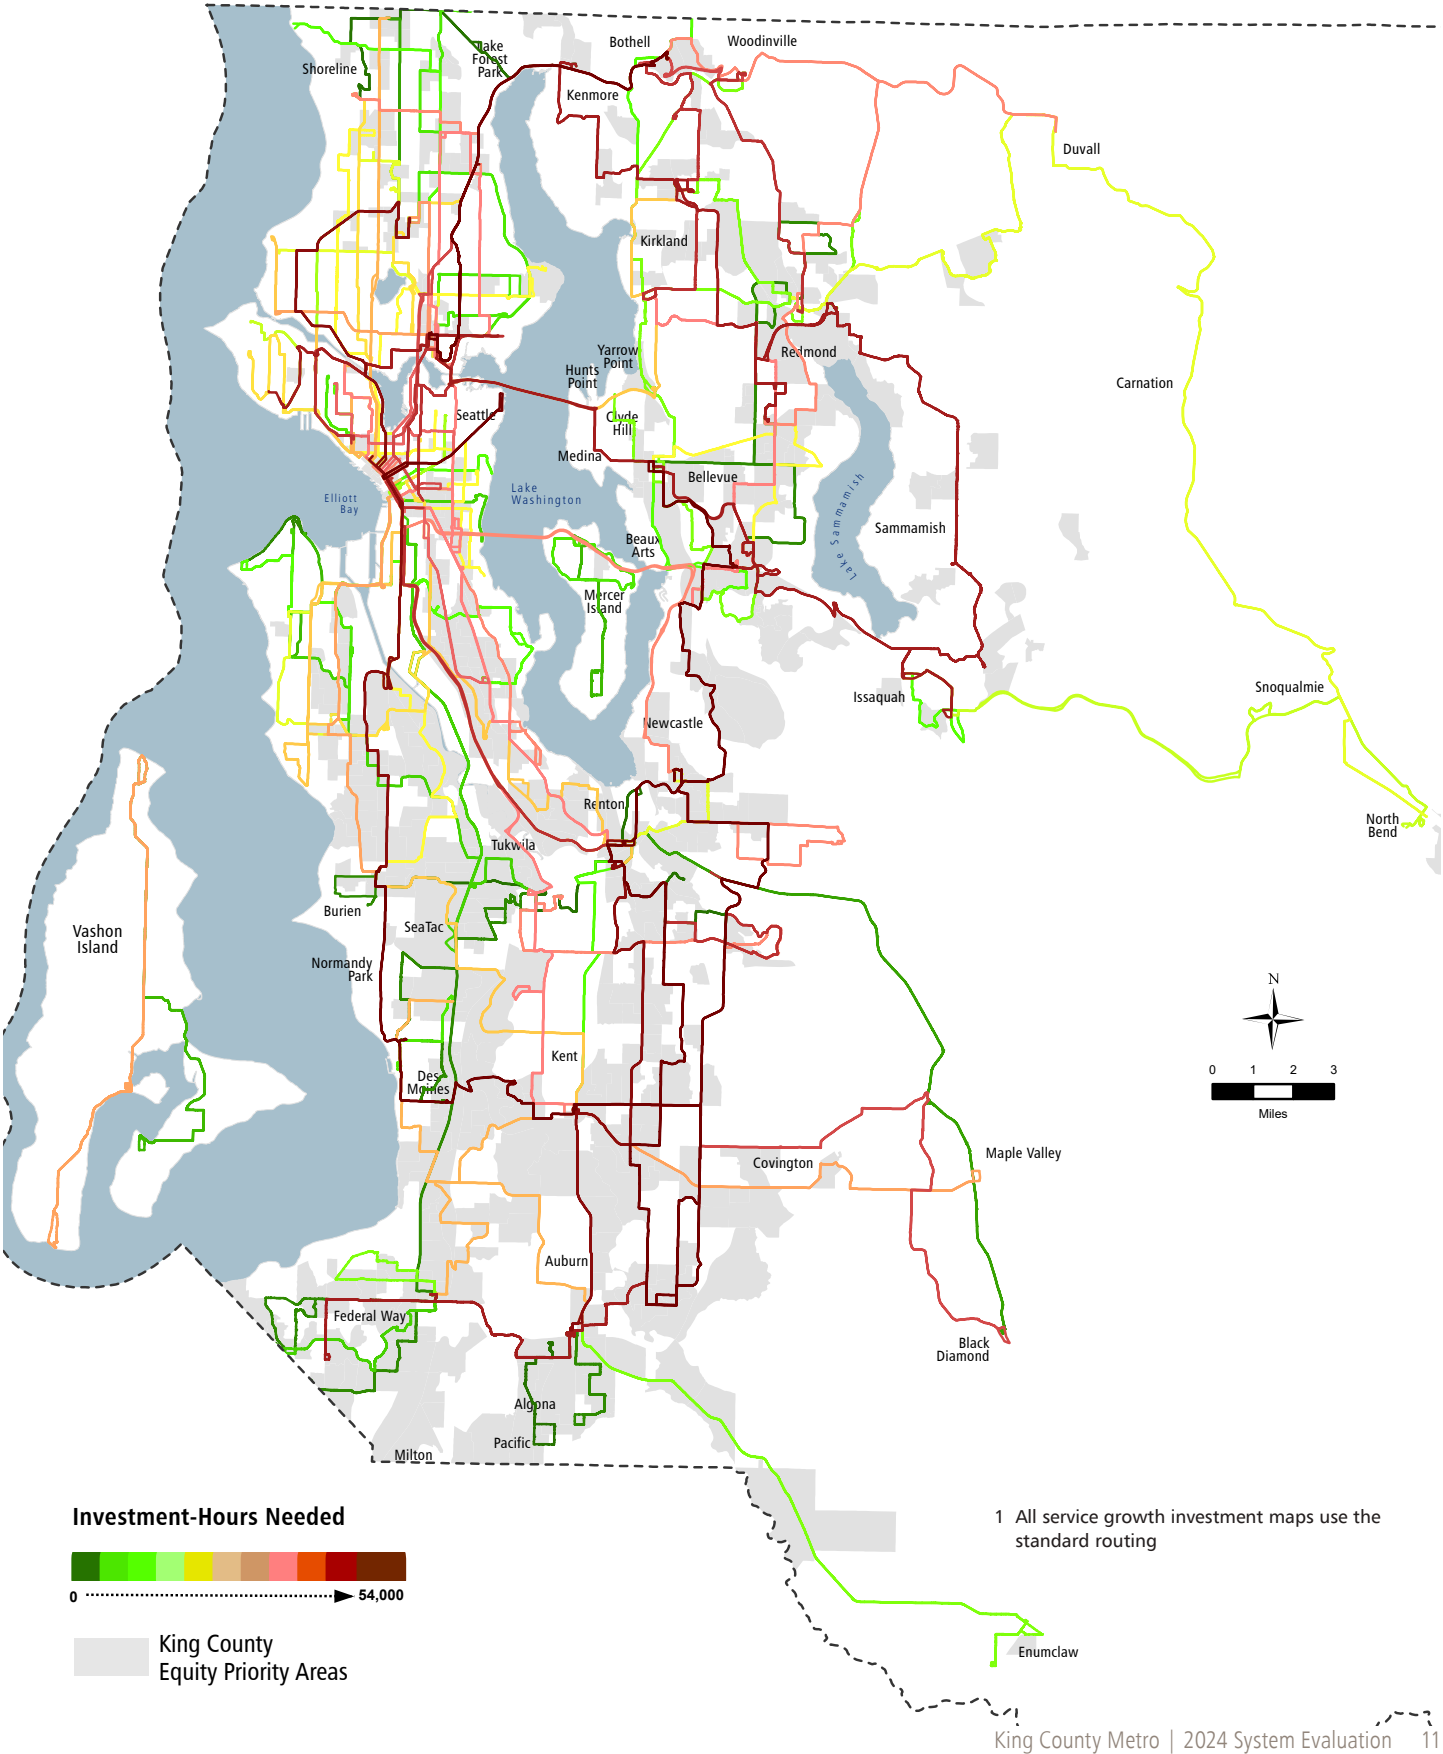 Bothell
Woodinville
Lake
Forest
Park
Shoreline
Kenmore
Duvall
Kirkland
Yarrow
Point
Redmond
Hunts
Point
Carnation
Seattle
Clyde
Hill
Medina
Bellevue
Lake
Washington
Elliott
Bay
Lake Sammamish
Sammamish
Beaux
Arts
Mercer
Island
Issaquah
Snoqualmie
Newcastle
Renton
North
Bend
Tukwila
Burien
SeaTac
Vashon
Island
Normandy
Park
N
Kent
0 1 2 3
Miles
Des
Moines
Maple Valley
Covington
Auburn
Federal Way
Black
Diamond
Algona
Pacific
Milton
Investment-Hours Needed
0 54,000
King County
Equity Priority Areas
1 All service growth investment maps use the
standard routing
Enumclaw
King County Metro | 2024 System Evaluation 11